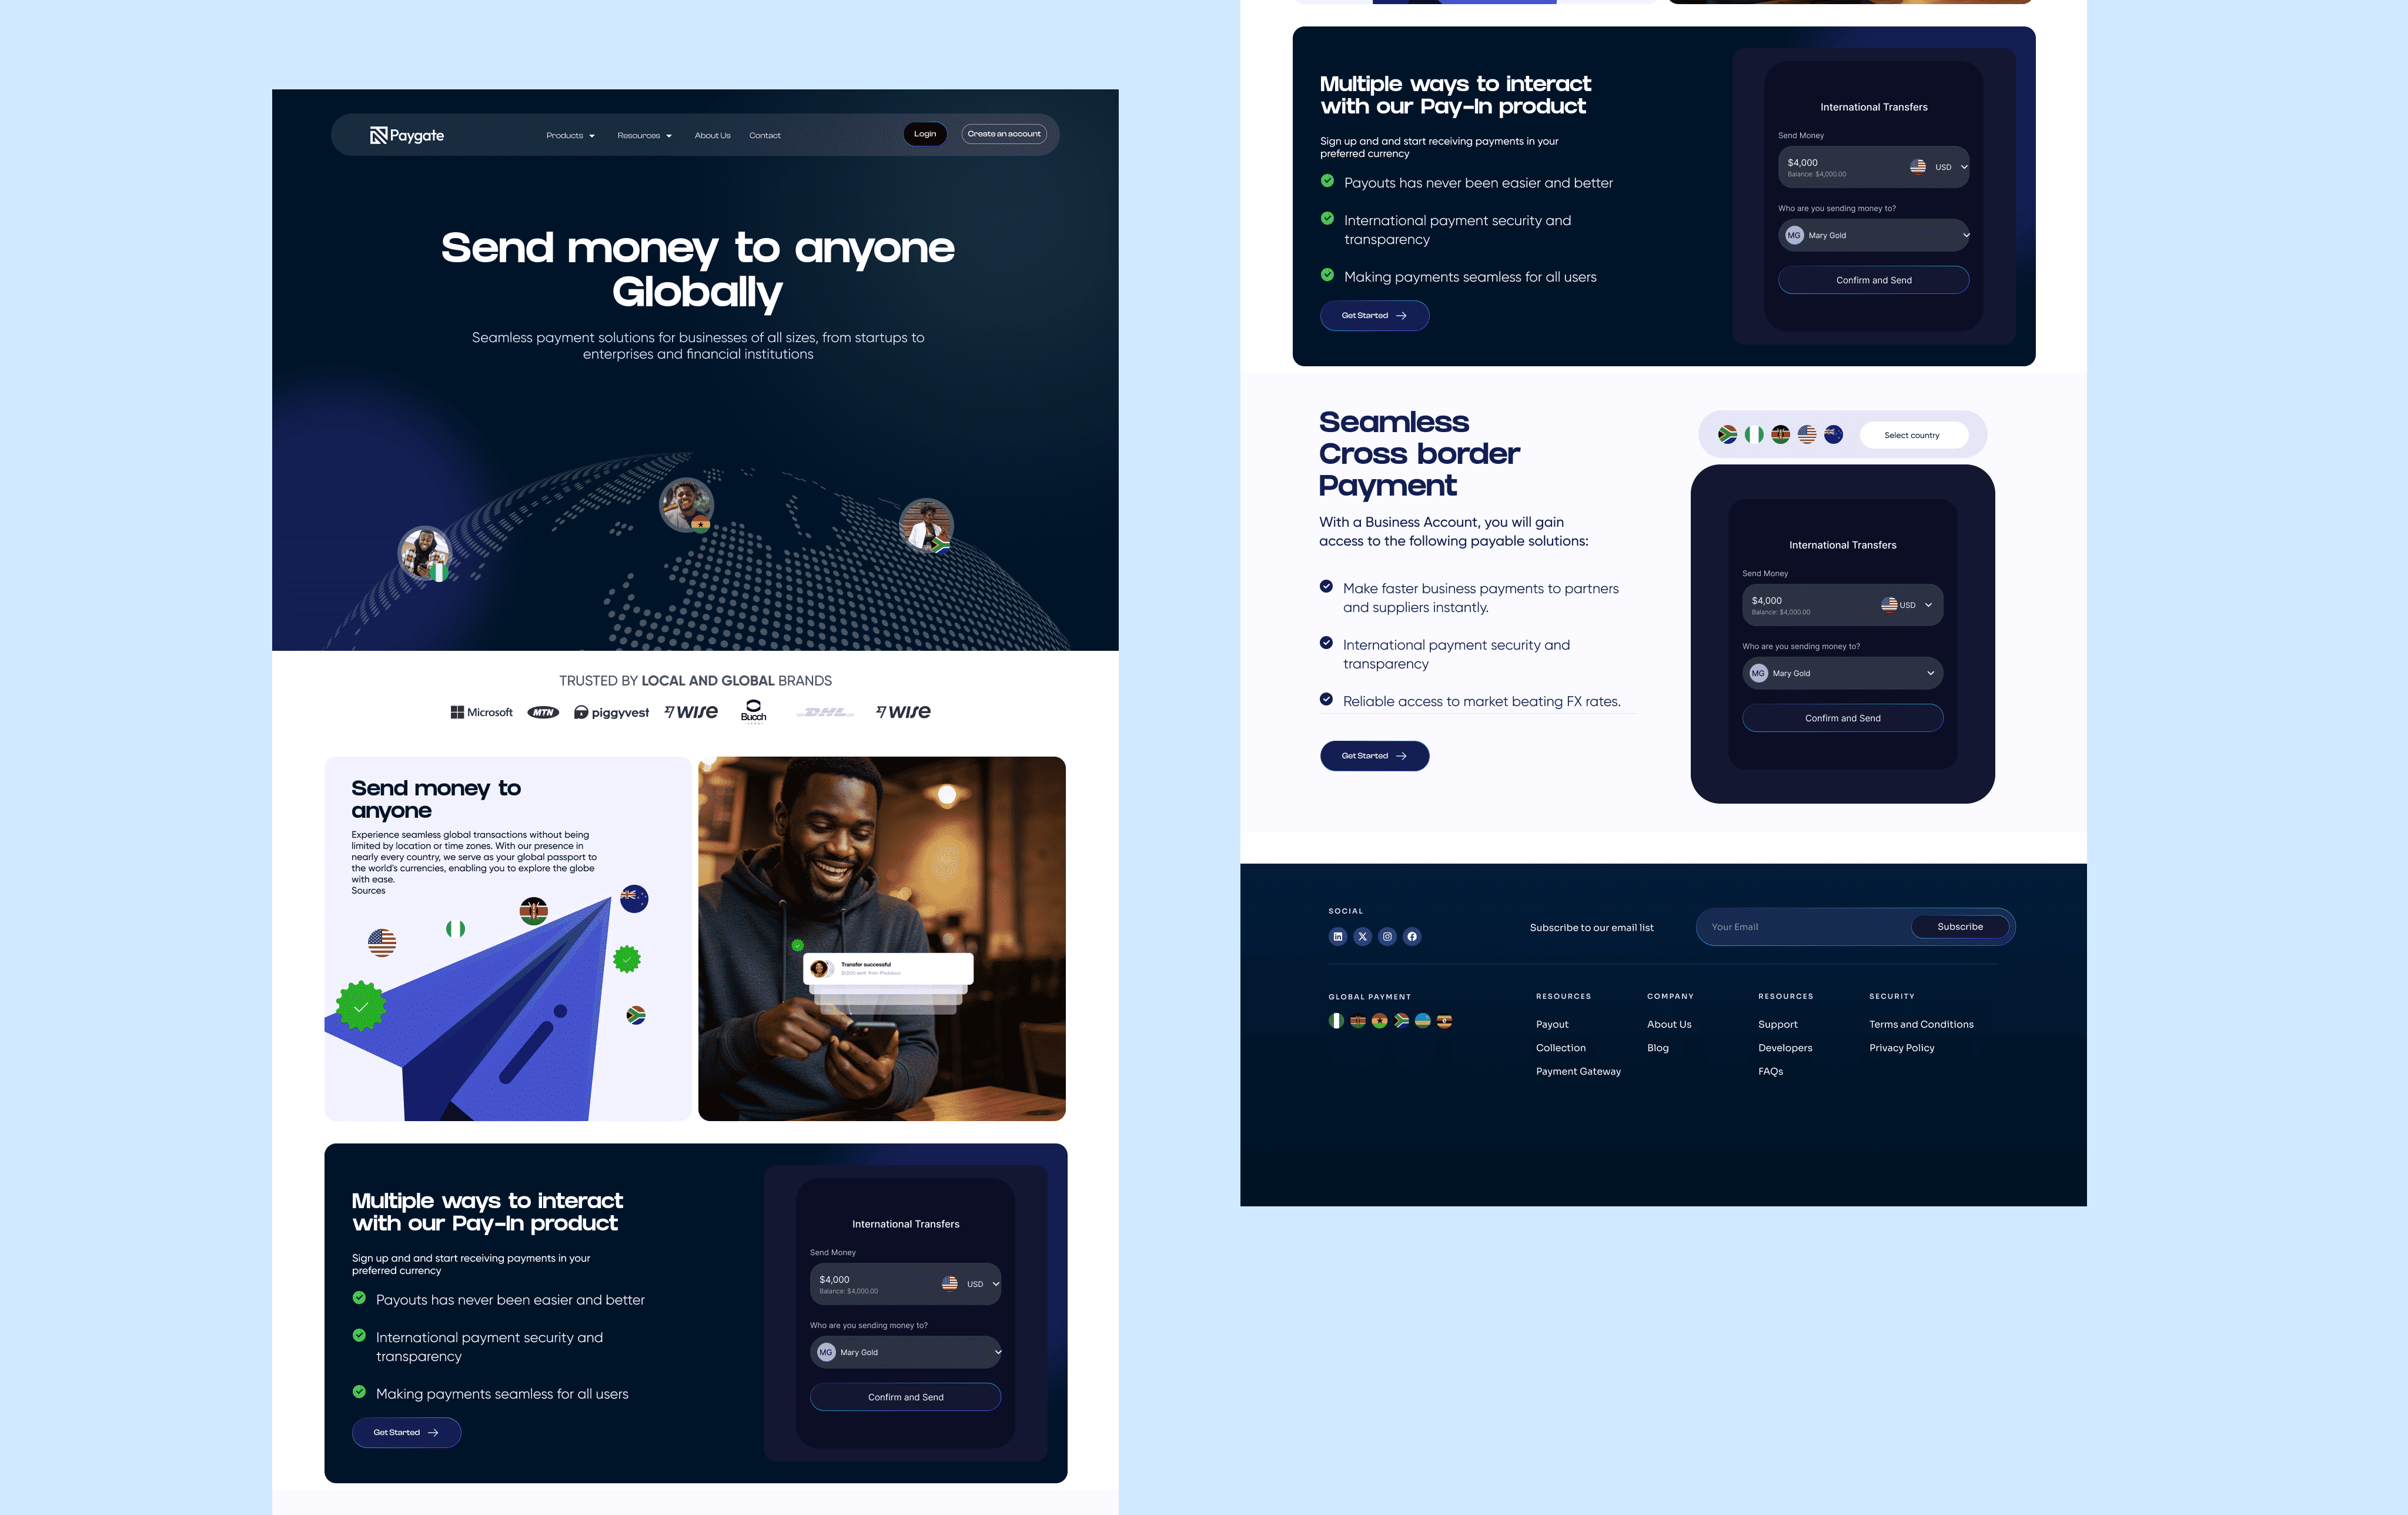 Paygate
Products
Resources
About Us
Contact
Login
Create an account
Send money to anyone
Globally
Seamless payment solutions for businesses of all sizes, from startups to
enterprises and financial institutions
TRUSTED BY LOCAL AND GLOBAL BRANDS
Microsoft
MTN
piggyvest
WISE
Bucch
DHL
WISE
Send money to
anyone
Experience seamless global transactions without being
limited by location or time zones. With our presence in
nearly every country, we serve as your global passport to
the world's currencies, enabling you to explore the globe
with ease.
Sources
Transfer successful
Multiple ways to interact
with our Pay-In product
Sign up and and start receiving payments in your
preferred currency
Payouts has never been easier and better
International payment security and
transparency
Making payments seamless for all users
Get Started
International Transfers
Send Money
$4,000
Balance: $4,000.00
USD
Who are you sending money to?
MG Mary Gold
Confirm and Send
Multiple ways to interact
with our Pay-In product
Sign up and and start receiving payments in your
preferred currency
Payouts has never been easier and better
International payment security and
transparency
Making payments seamless for all users
Get Started
International Transfers
Send Money
$4,000
Balance: $4,000.00
USD
Who are you sending money to?
MG Mary Gold
Confirm and Send
Seamless
Cross border
Payment
With a Business Account, you will gain
access to the following payable solutions:
Make faster business payments to partners
and suppliers instantly.
International payment security and
transparency
Reliable access to market beating FX rates.
Get Started
Select country
International Transfers
Send Money
$4,000
Balance: $4,000.00
USD
Who are you sending money to?
MG Mary Gold
Confirm and Send
SOCIAL
Subscribe to our email list
Your Email
Subscribe
GLOBAL PAYMENT
RESOURCES
Payout
Collection
Payment Gateway
COMPANY
About Us
Blog
RESOURCES
Support
Developers
FAQs
SECURITY
Terms and Conditions
Privacy Policy